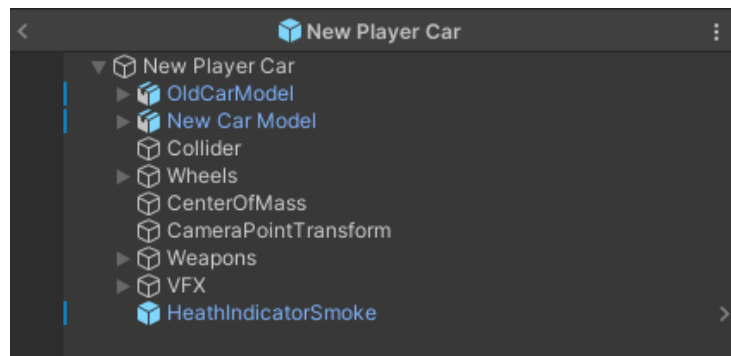 New Player Car
New Player Car
OldCarModel
New Car Model
Collider
Wheels
CenterOfMass
CameraPointTransform
Weapons
VFX
HeathIndicatorSmoke